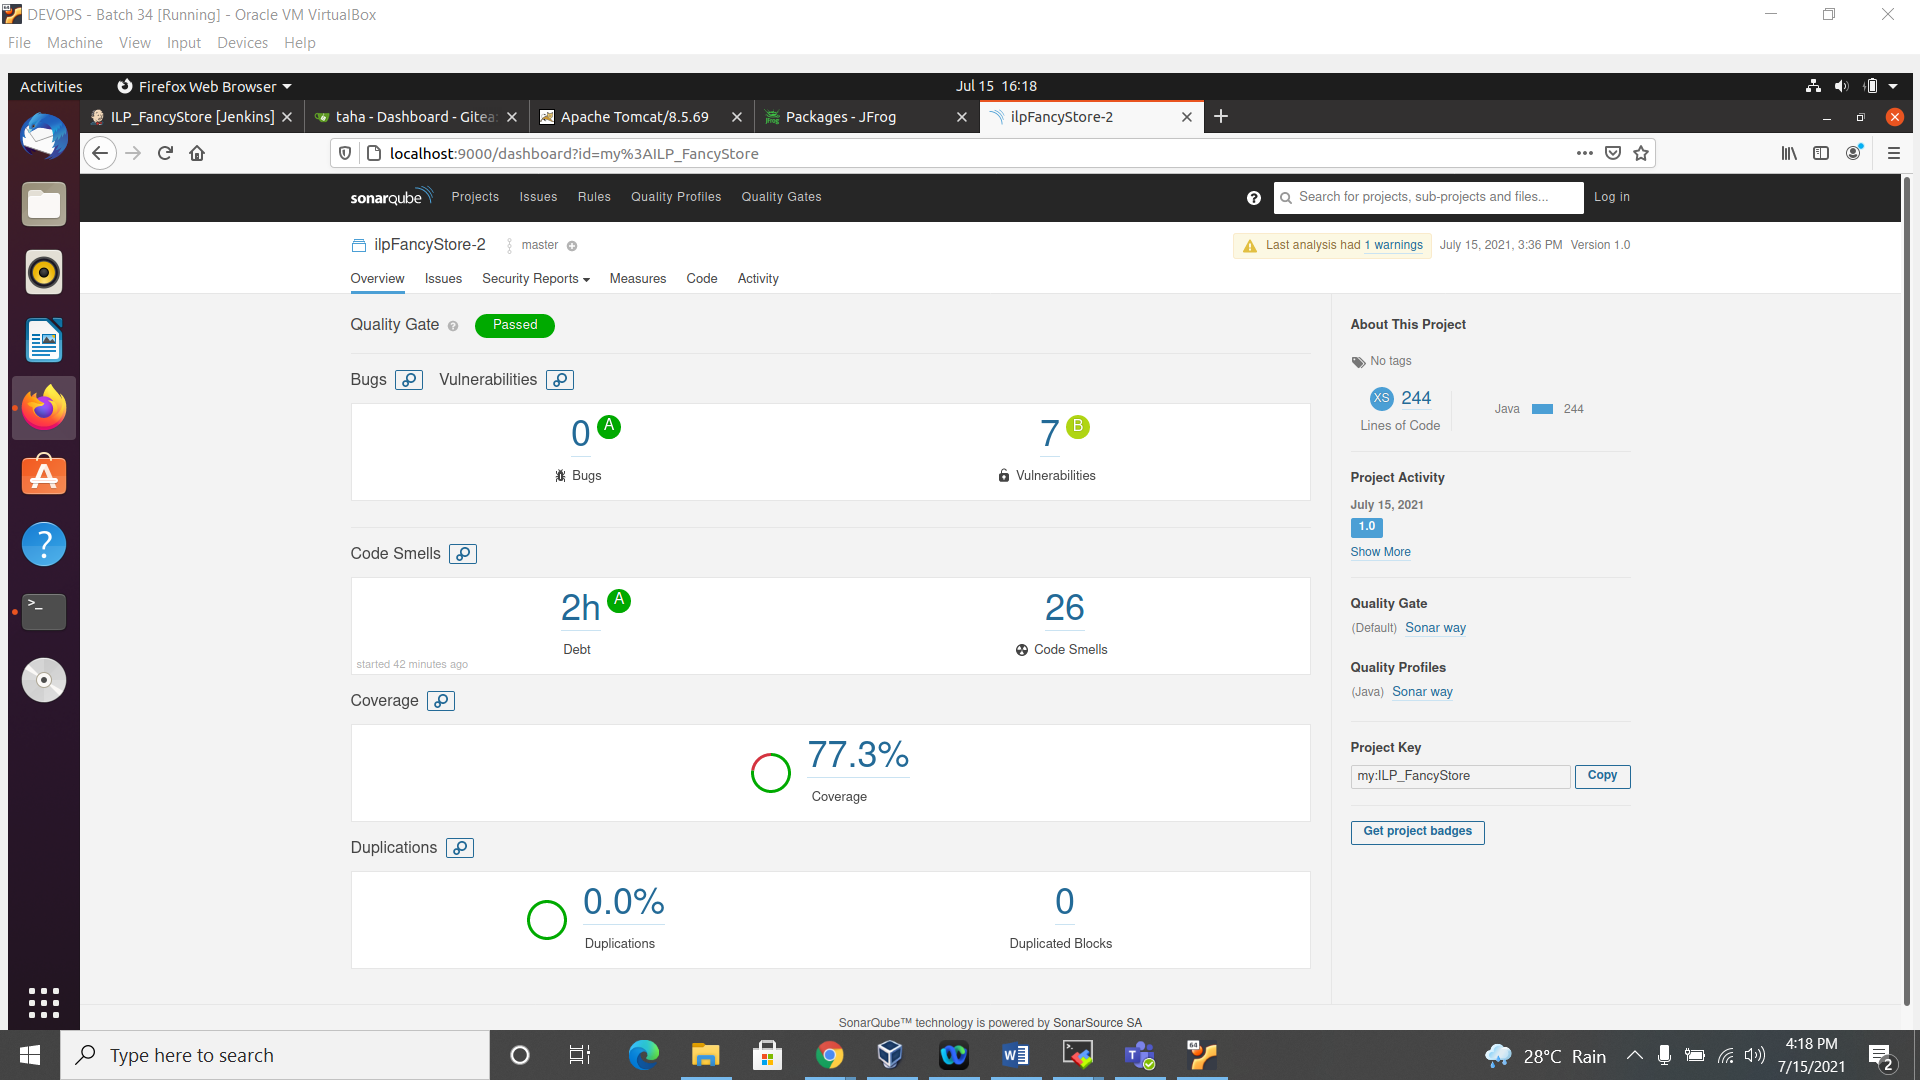 DEVOPS - Batch 34 [Running] - Oracle VM VirtualBox
File Machine View Input Devices Help
Activities Firefox Web Browser Jul 15 16:18
ILP_FancyStore [Jenkins] taha - Dashboard - Gitea: Apache Tomcat/8.5.69 Packages - JFrog ilpFancyStore-2
localhost:9000/dashboard?id=my%3AILP_FancyStore
sonarqube Projects Issues Rules Quality Profiles Quality Gates ? Search for projects, sub-projects and files... Log in
ilpFancyStore-2 master Last analysis had 1 warnings July 15, 2021, 3:36 PM Version 1.0
Overview Issues Security Reports Measures Code Activity
Quality Gate ? Passed
Bugs Vulnerabilities
0 A 7 B
Bugs Vulnerabilities
Code Smells
2h A 26
Debt Code Smells
started 42 minutes ago
Coverage
77.3%
Coverage
Duplications
0.0% 0
Duplications Duplicated Blocks
About This Project
No tags
XS 244 Java 244
Lines of Code
Project Activity
July 15, 2021
1.0
Show More
Quality Gate
(Default) Sonar way
Quality Profiles
(Java) Sonar way
Project Key
my:ILP_FancyStore Copy
Get project badges
SonarQube™ technology is powered by SonarSource SA
Type here to search 28°C Rain 4:18 PM
7/15/2021 2